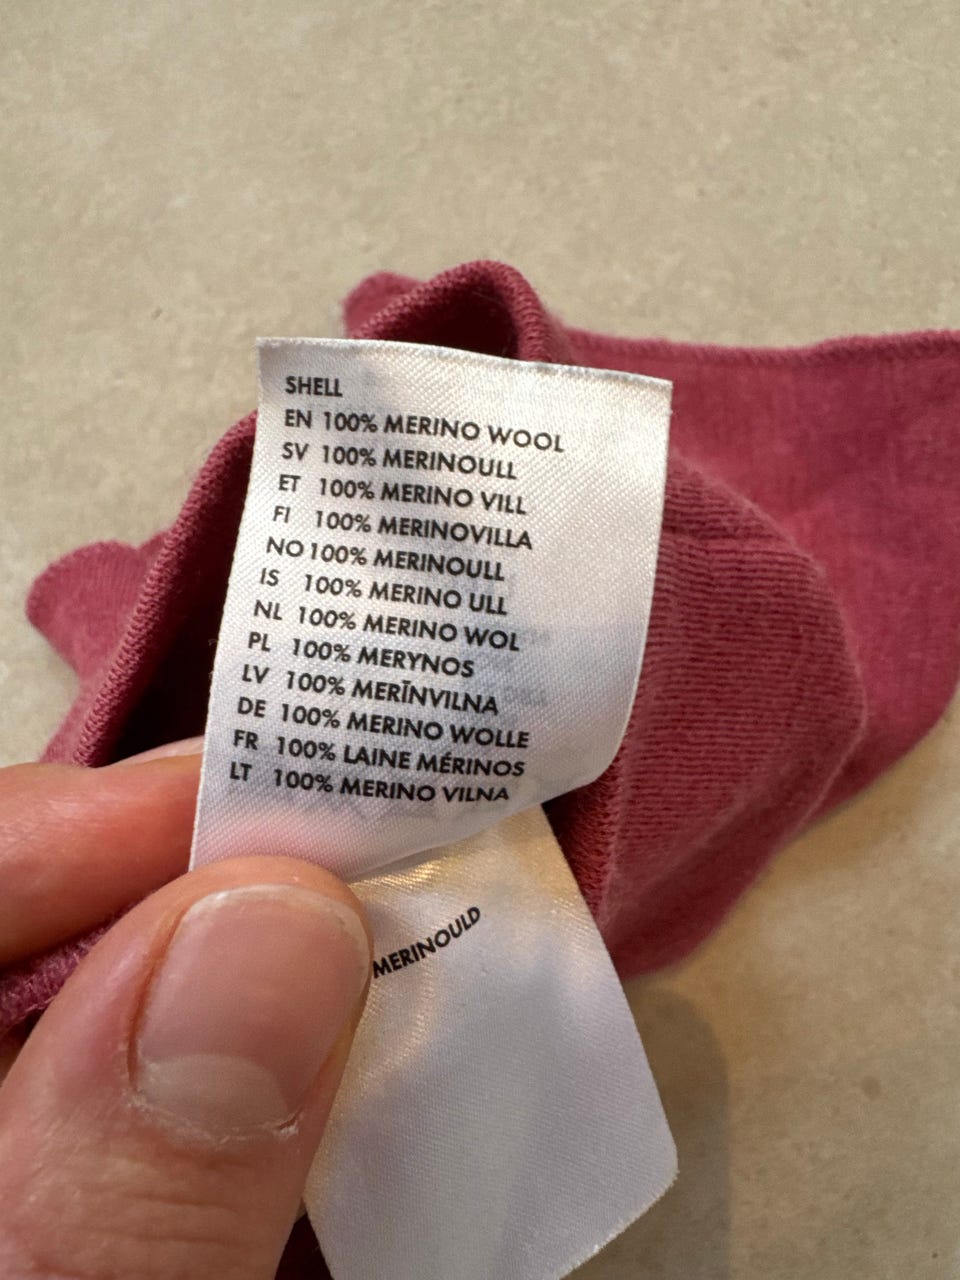 SHELL
EN 100% MERINO WOOL
SV 100% MERINOULL
ET 100% MERINO VILL
FI 100% MERINOVILLA
NO 100% MERINOULL
IS 100% MERINO ULL
NL 100% MERINO WOL
PL 100% MERYNOS
LV 100% MERĪNVILNA
DE 100% MERINO WOLLE
FR 100% LAINE MÉRINOS
LT 100% MERINO VILNA
MERINOULD